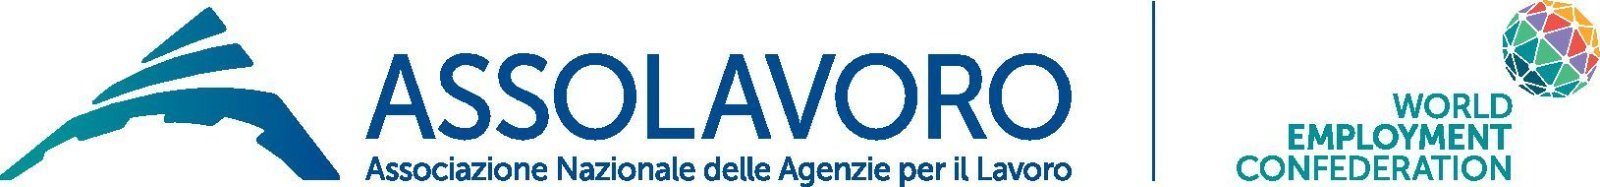 ASSOLAVORO
Associazione Nazionale delle Agenzie per il Lavoro
WORLD
EMPLOYMENT
CONFEDERATION